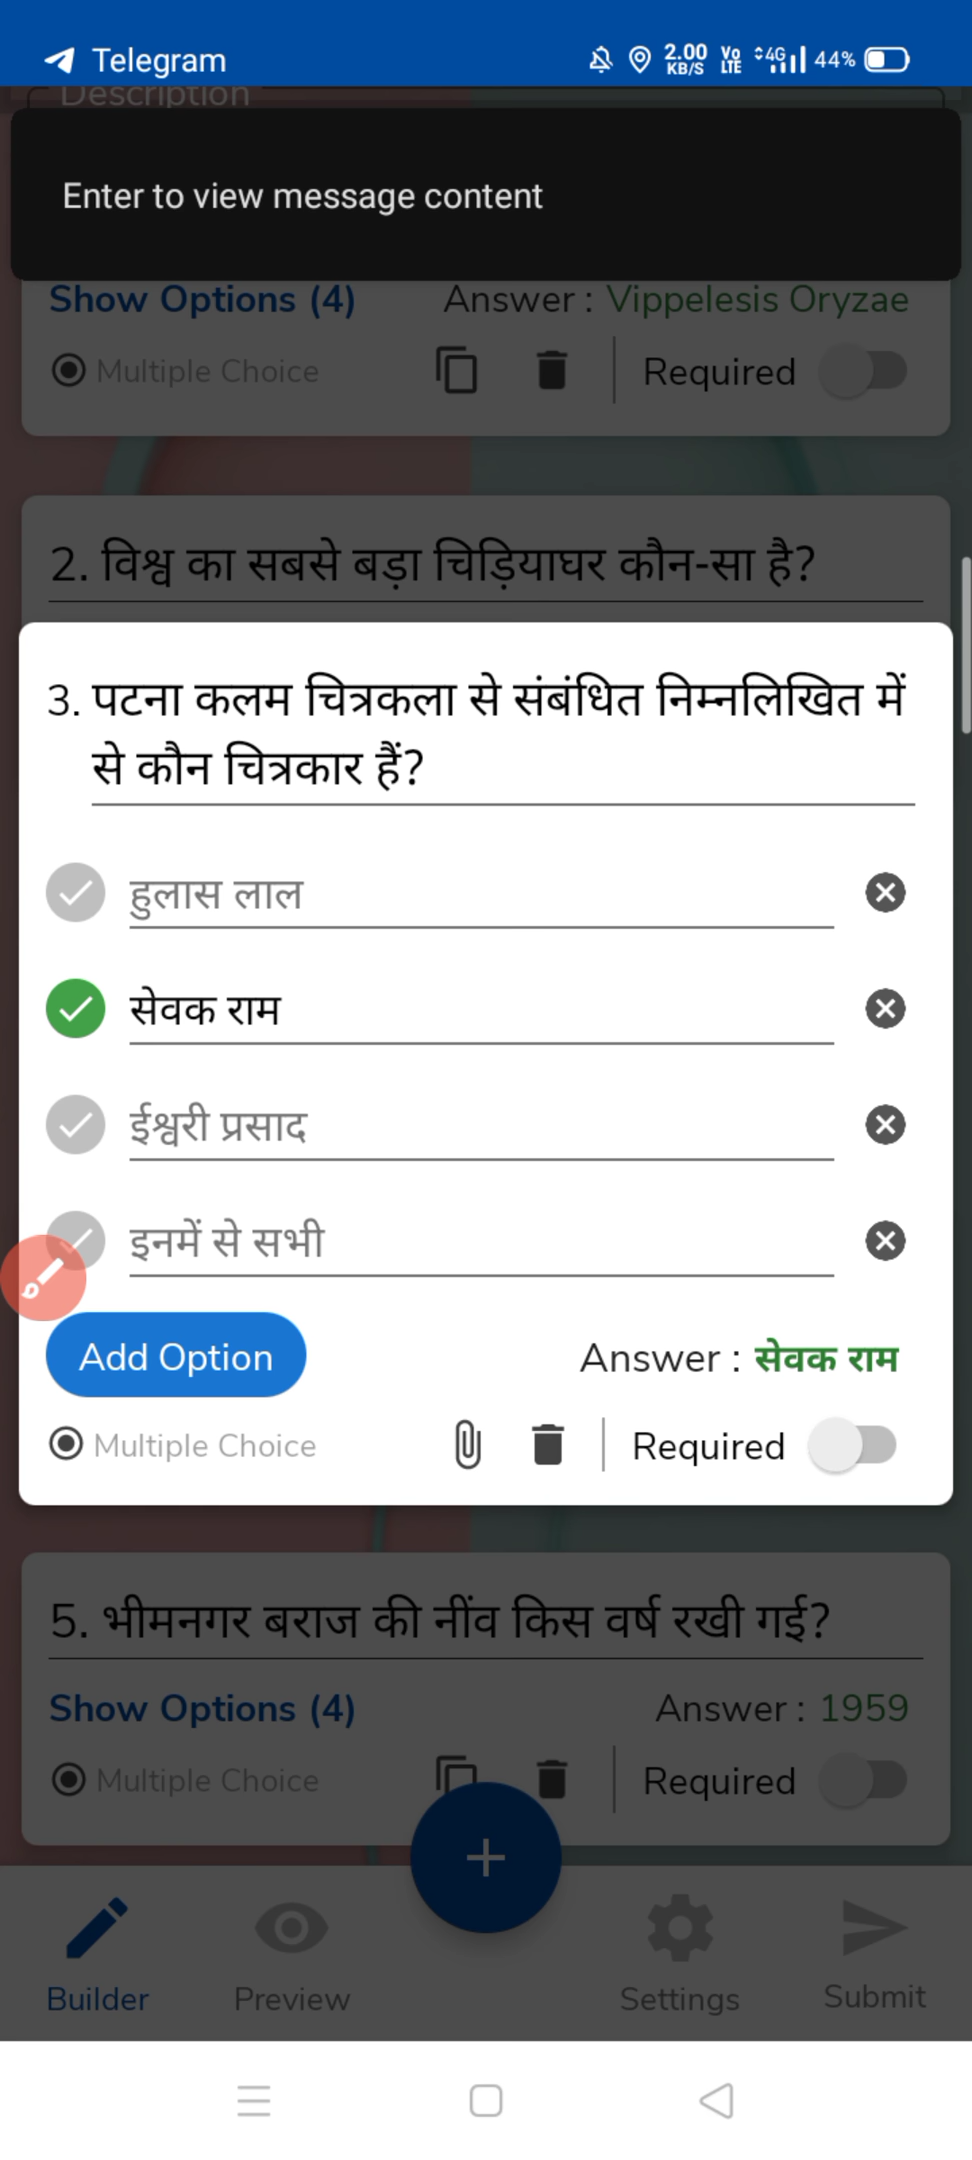 Telegram
2.00 KB/S Vo LTE 4G 44%
Description
Enter to view message content
Show Options (4) Answer : Vippelesis Oryzae
Multiple Choice Required
2. विश्व का सबसे बड़ा चिड़ियाघर कौन-सा है?
3. पटना कलम चित्रकला से संबंधित निम्नलिखित में
से कौन चित्रकार हैं?
हुलास लाल
सेवक राम
ईश्वरी प्रसाद
इनमें से सभी
Add Option Answer : सेवक राम
Multiple Choice Required
5. भीमनगर बराज की नींव किस वर्ष रखी गई?
Show Options (4) Answer : 1959
Multiple Choice Required
Builder Preview Settings Submit